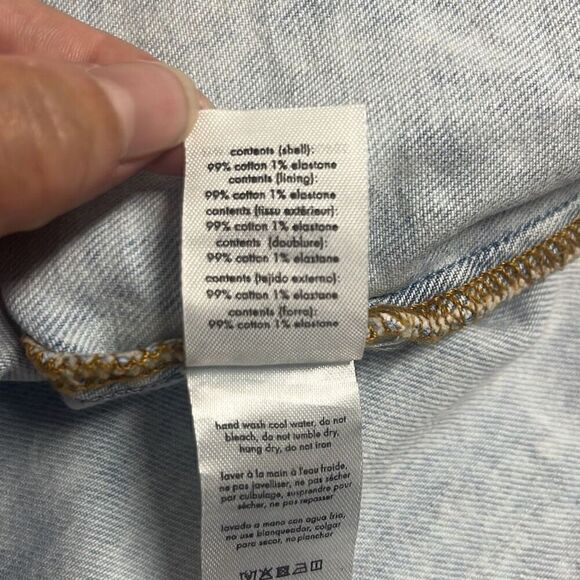 contents (shell):
99% cotton 1% elastane
contents (lining):
99% cotton 1% elastane
contents (tissu extérieur):
99% cotton 1% elastane
contents (doublure):
99% cotton 1% elastane
contents (tejido externo):
99% cotton 1% elastane
contents (forra):
99% cotton 1% elastane
hand wash cool water, do not
bleach, do not tumble dry,
hang dry, do not iron
laver à la main à l'eau froide,
ne pas javelliser, ne pas sécher
par culbulage, suspendre pour
sécher, ne pas repasser
lavado a mano con agua fria,
no use blanqueador, colgar
para secar, no planchar